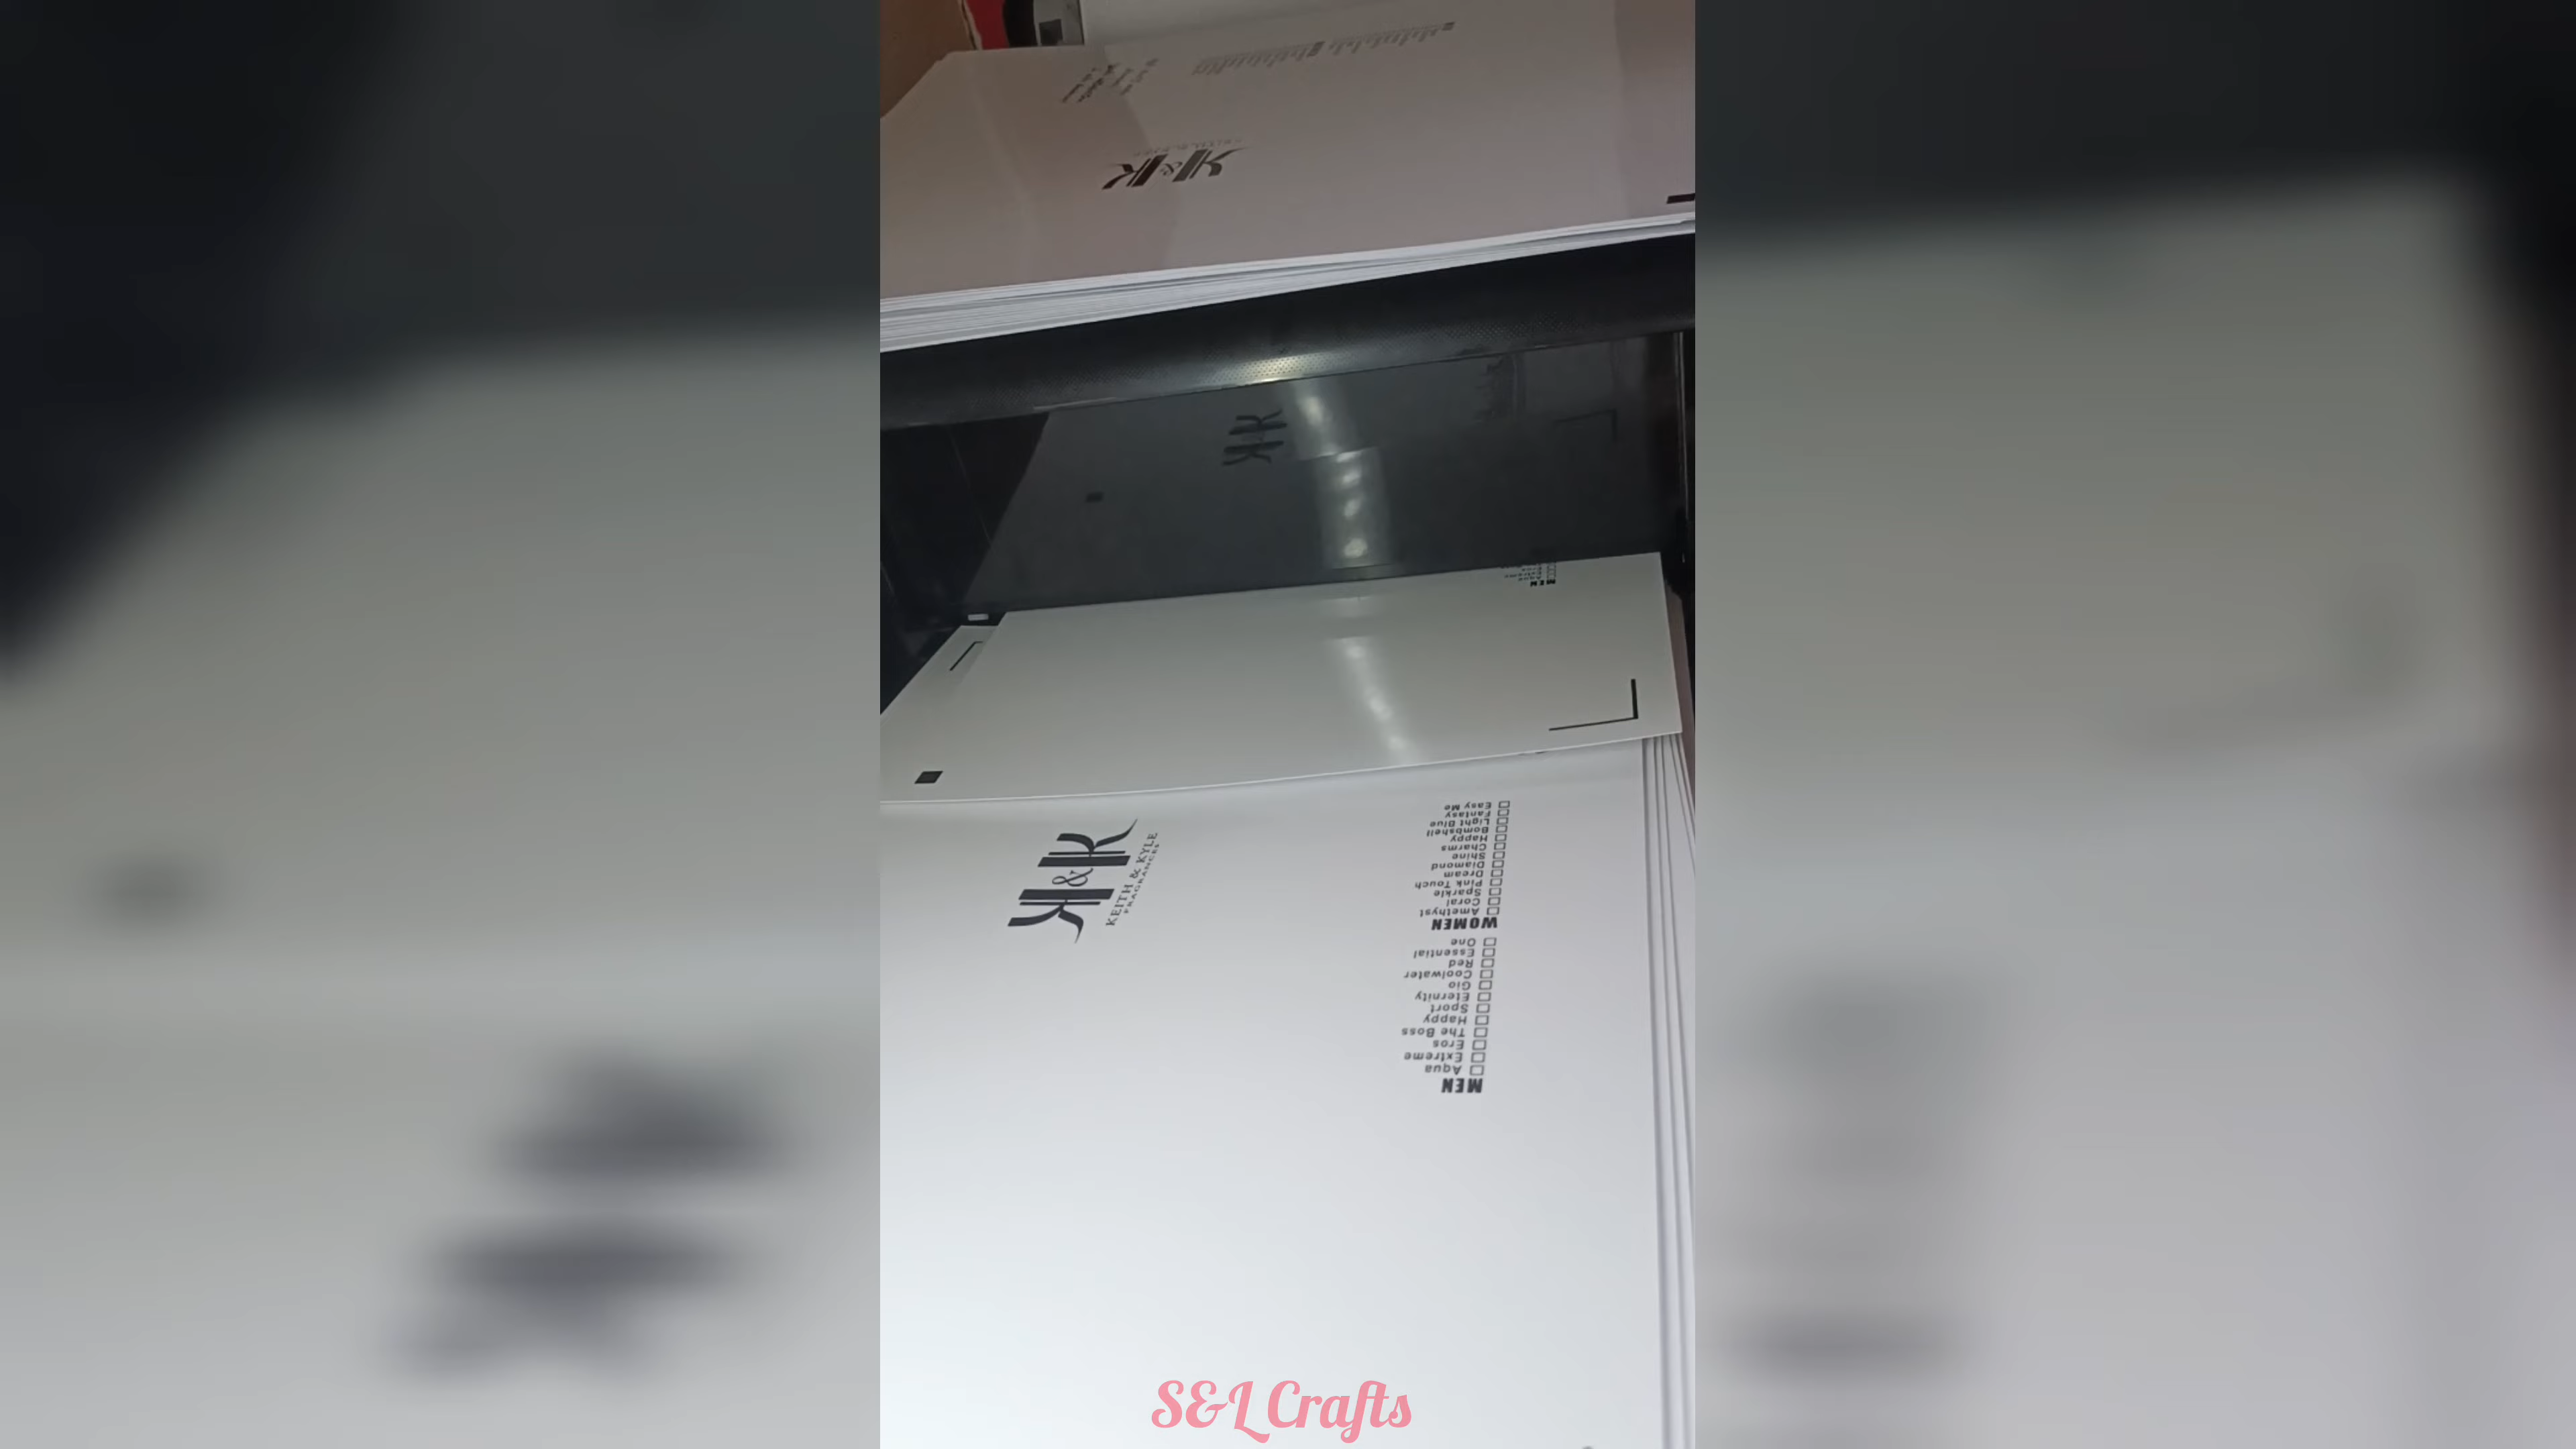 K&K
K&K
MEN
K&K
KEITH & KYLE
FRAGRANCES
MEN
Aqua
Extreme
Eros
The Boss
Happy
Sport
Eternity
Gio
Coolwater
Red
Essential
One
WOMEN
Amethyst
Coral
Sparkle
Pink Touch
Dream
Diamond
Shine
Charms
Happy
Bombshell
Light Blue
Fantasy
Easy Me
S&L Crafts